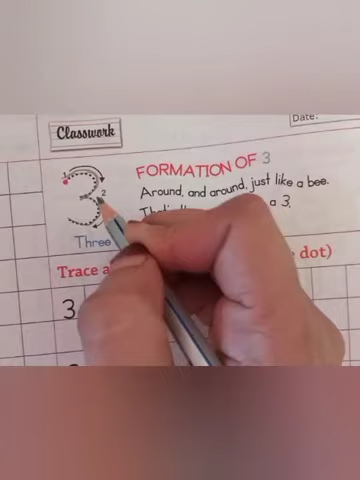 Date:
Classwork
FORMATION OF 3
1
2
3
Around, and around, just like a bee.
a 3.
Three
Trace a
dot)
3